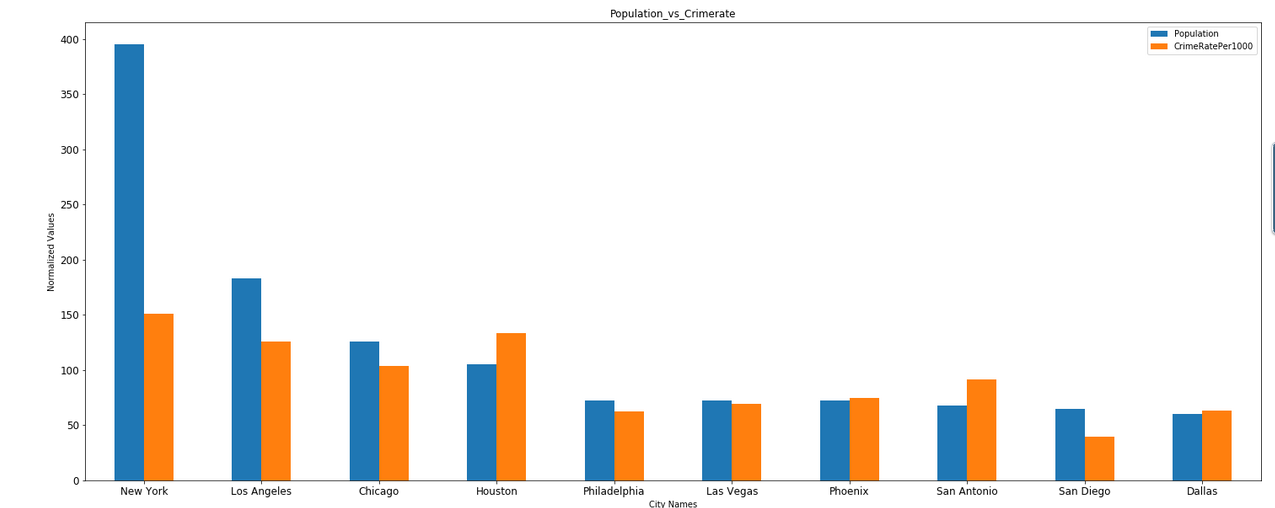 Population_vs_Crimerate
Population
CrimeRatePer1000
400
350
300
250
200
150
100
50
0
Normalized Values
New York Los Angeles Chicago Houston Philadelphia Las Vegas Phoenix San Antonio San Diego Dallas
City Names